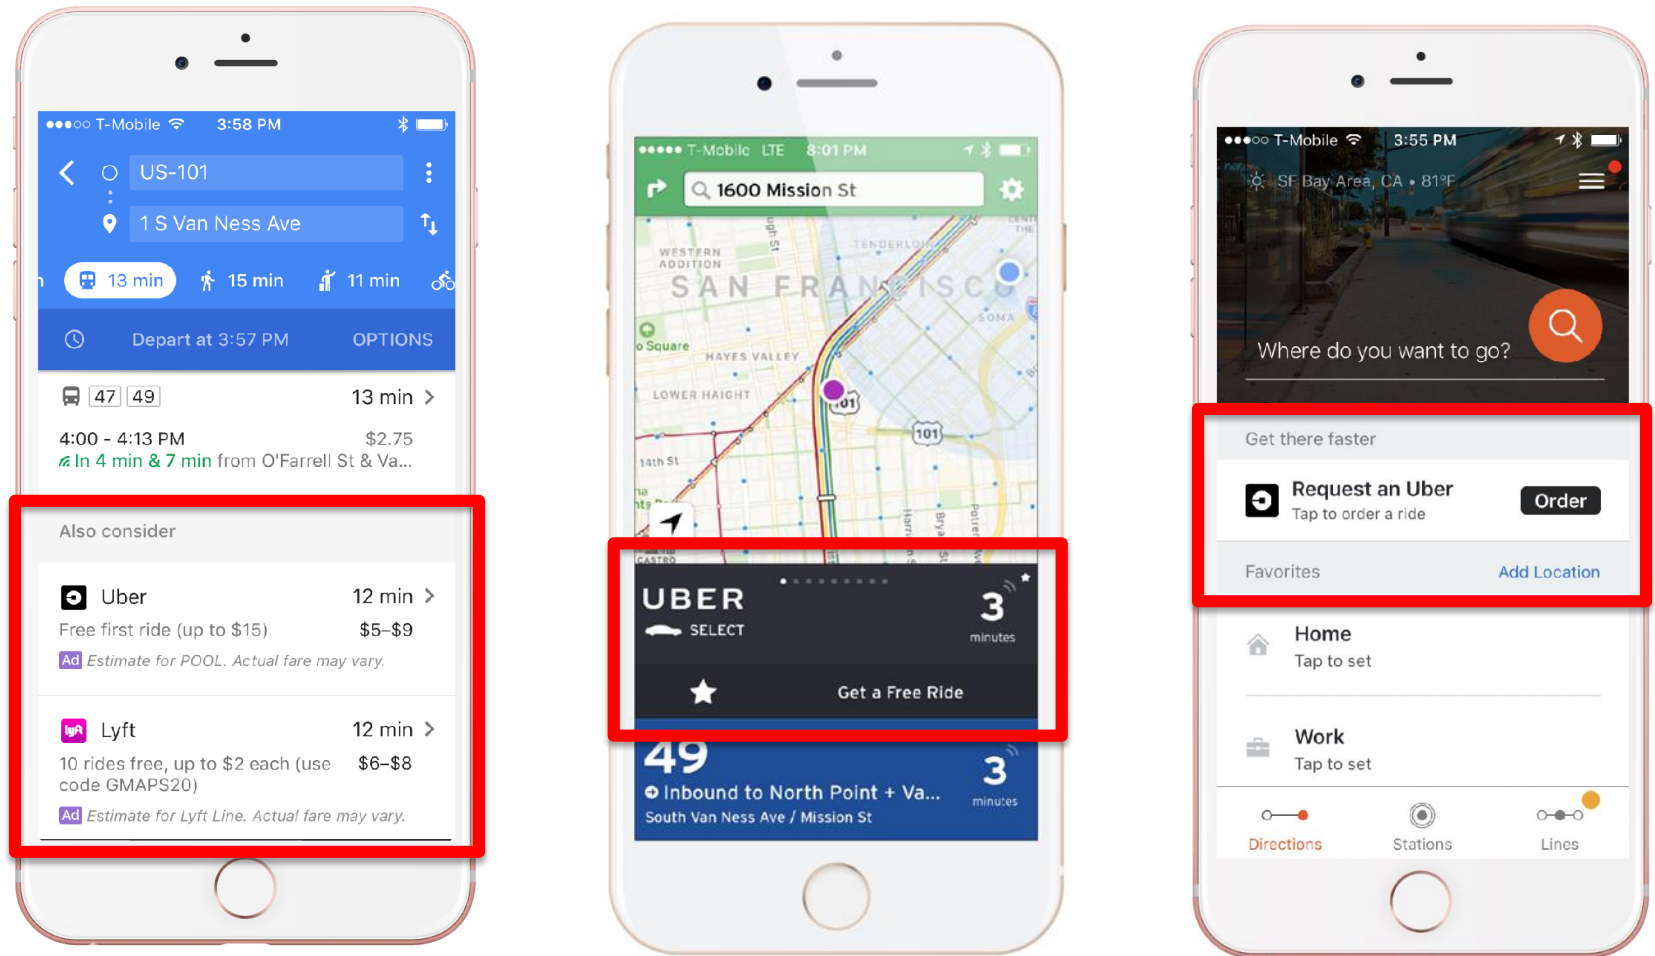 T-Mobile 3:58 PM
US-101
1 S Van Ness Ave
13 min 15 min 11 min
Depart at 3:57 PM OPTIONS
47 49 13 min
4:00 - 4:13 PM $2.75
In 4 min & 7 min from O'Farrell St & Va...
Also consider
Uber 12 min
Free first ride (up to $15) $5–$9
Ad Estimate for POOL. Actual fare may vary.
Lyft 12 min
10 rides free, up to $2 each (use $6–$8
code GMAPS20)
Ad Estimate for Lyft Line. Actual fare may vary.
T-Mobile LTE 8:01 PM
1600 Mission St
TENDERLOIN
WESTERN
ADDITION
SAN FRANCISCO
SOMA
o Square
HAYES VALLEY
LOWER HAIGHT
101
101
14th St
CASTRO
UBER 3
SELECT minutes
Get a Free Ride
49 3
Inbound to North Point + Va... minutes
South Van Ness Ave / Mission St
T-Mobile 3:55 PM
SF Bay Area, CA • 81°F
Where do you want to go?
Get there faster
Request an Uber
Tap to order a ride
Order
Favorites Add Location
Home
Tap to set
Work
Tap to set
Directions Stations Lines